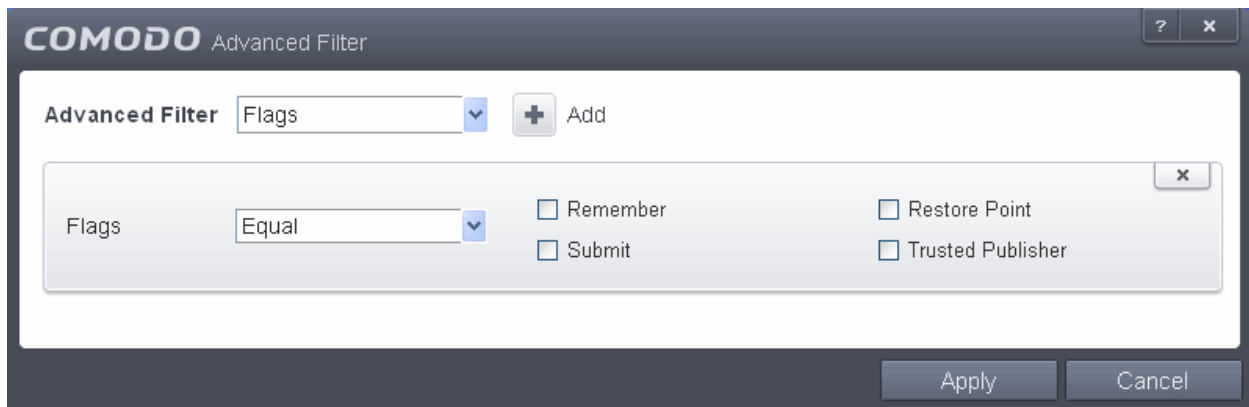 COMODO Advanced Filter ? x
Advanced Filter Flags + Add
x
Flags Equal Remember Restore Point
Submit Trusted Publisher
Apply Cancel